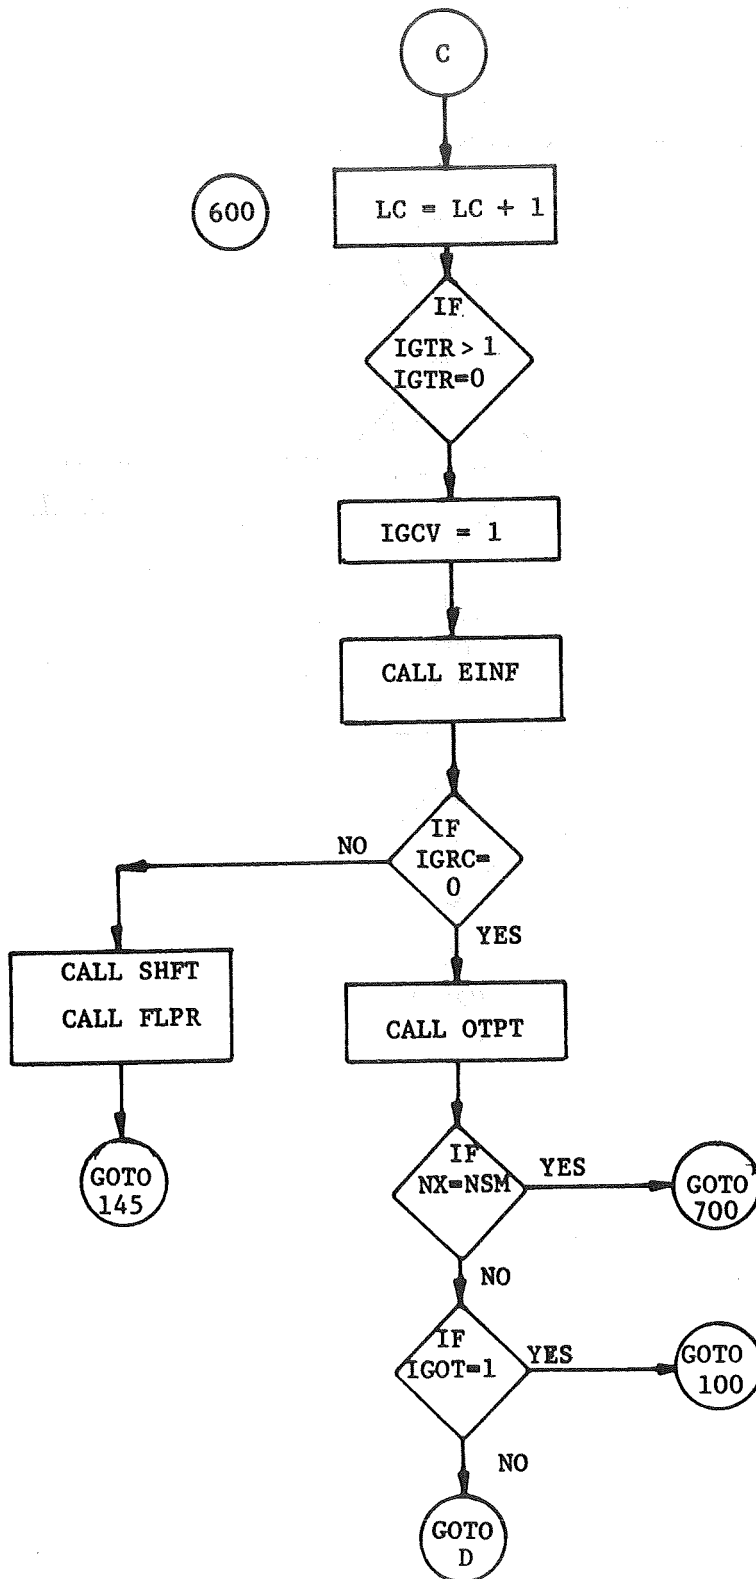 C
600
LC = LC + 1
IF
IGTR > 1
IGTR=0
IGCV = 1
CALL EINF
IF
IGRC=
0
NO
YES
CALL SHFT
CALL FLPR
CALL OTPT
GOTO
145
IF
NX=NSM
YES
GOTO
700
NO
IF
IGOT=1
YES
GOTO
100
NO
GOTO
D